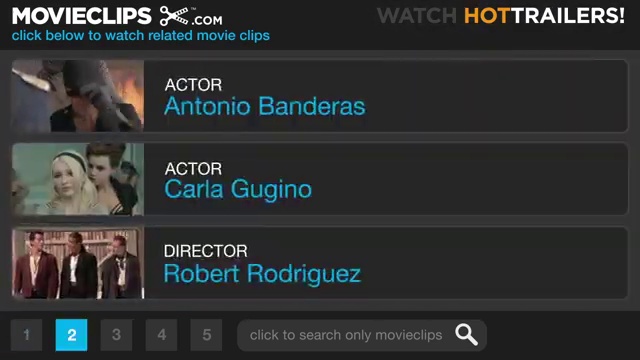 MOVIECLIPS.COM
WATCH HOTTRAILERS!
click below to watch related movie clips
ACTOR
Antonio Banderas
ACTOR
Carla Gugino
DIRECTOR
Robert Rodriguez
1 2 3 4 5 click to search only movieclips